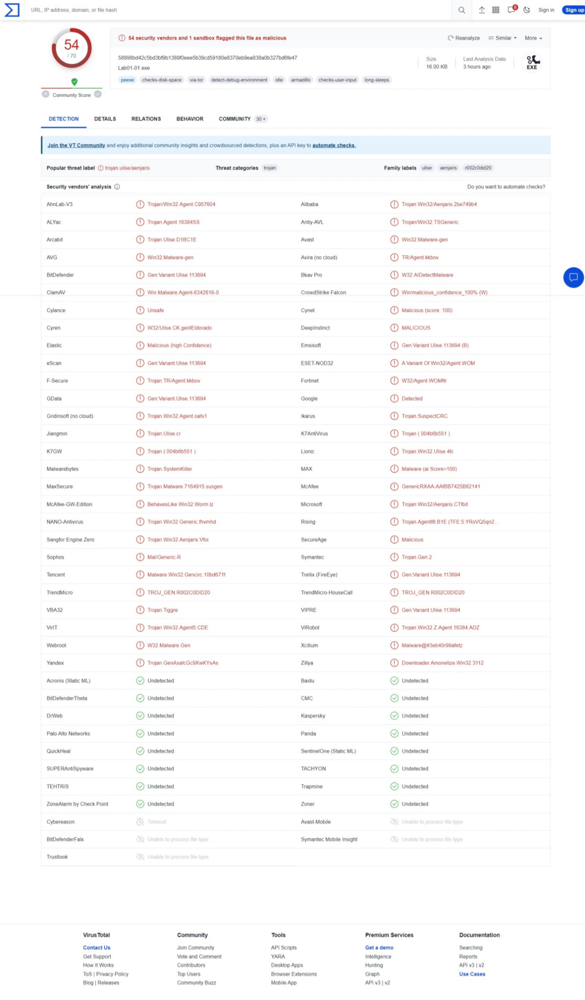 URL, IP address, domain, or file hash
8
Sign in
Sign up
54
/ 70
54 security vendors and 1 sandbox flagged this file as malicious
Reanalyze
Similar
More
58898bd42c5bd3bf9b1389f0eee5b39cd59180e8370eb9ea838a0b327bd6fe47
Lab01-01.exe
Size
16.00 KB
Last Analysis Date
3 hours ago
EXE
peexe checks-disk-space via-tor detect-debug-environment idle armadillo checks-user-input long-sleeps
Community Score
DETECTION DETAILS RELATIONS BEHAVIOR COMMUNITY 30 +
Join the VT Community and enjoy additional community insights and crowdsourced detections, plus an API key to automate checks.
Popular threat label trojan.ulise/aenjaris Threat categories trojan Family labels ulise aenjaris r002c0did20
Security vendors' analysis Do you want to automate checks?
AhnLab-V3 Trojan/Win32.Agent.C957604 Alibaba Trojan:Win32/Aenjaris.2be749b4
ALYac Trojan.Agent.16384SS Antiy-AVL Trojan/Win32.TSGeneric
Arcabit Trojan.Ulise.D1BC1E Avast Win32:Malware-gen
AVG Win32:Malware-gen Avira (no cloud) TR/Agent.kkbov
BitDefender Gen:Variant.Ulise.113694 Bkav Pro W32.AIDetectMalware
ClamAV Win.Malware.Agent-6342616-0 CrowdStrike Falcon Win/malicious_confidence_100% (W)
Cylance Unsafe Cynet Malicious (score: 100)
Cyren W32/Ulise.CK.gen!Eldorado DeepInstinct MALICIOUS
Elastic Malicious (high Confidence) Emsisoft Gen:Variant.Ulise.113694 (B)
eScan Gen:Variant.Ulise.113694 ESET-NOD32 A Variant Of Win32/Agent.WOM
F-Secure Trojan.TR/Agent.kkbov Fortinet W32/Agent.WOM!tr
GData Gen:Variant.Ulise.113694 Google Detected
Gridinsoft (no cloud) Trojan.Win32.Agent.oa!s1 Ikarus Trojan.SuspectCRC
Jiangmin Trojan.Ulise.cr K7AntiVirus Trojan ( 004b6b551 )
K7GW Trojan ( 004b6b551 ) Lionic Trojan.Win32.Ulise.4!c
Malwarebytes Trojan.SystemKiller MAX Malware (ai Score=100)
MaxSecure Trojan.Malware.7164915.susgen McAfee GenericRXAA-AA!BB7425B82141
McAfee-GW-Edition BehavesLike.Win32.Worm.lz Microsoft Trojan:Win32/Aenjaris.CT!bit
NANO-Antivirus Trojan.Win32.Generic.fhvmhd Rising Trojan.Agent!8.B1E (TFE:5:YRsVQ5qn2...
Sangfor Engine Zero Trojan.Win32.Aenjaris.Vfoi SecureAge Malicious
Sophos Mal/Generic-R Symantec Trojan.Gen.2
Tencent Malware.Win32.Gencirc.10bd671f Trellix (FireEye) Gen:Variant.Ulise.113694
TrendMicro TROJ_GEN.R002C0DID20 TrendMicro-HouseCall TROJ_GEN.R002C0DID20
VBA32 Trojan.Tiggre VIPRE Gen:Variant.Ulise.113694
VirIT Trojan.Win32.Agent5.CDE ViRobot Trojan.Win32.Z.Agent.16384.ADZ
Webroot W32.Malware.Gen Xcitium Malware@#3eb40r99afetz
Yandex Trojan.GenAsa!cGc9XwKYsAs Zillya Downloader.Amonetize.Win32.3112
Acronis (Static ML) Undetected Baidu Undetected
BitDefenderTheta Undetected CMC Undetected
DrWeb Undetected Kaspersky Undetected
Palo Alto Networks Undetected Panda Undetected
QuickHeal Undetected SentinelOne (Static ML) Undetected
SUPERAntiSpyware Undetected TACHYON Undetected
TEHTRIS Undetected Trapmine Undetected
ZoneAlarm by Check Point Undetected Zoner Undetected
Cybereason Timeout Avast-Mobile Unable to process file type
BitDefenderFalx Unable to process file type Symantec Mobile Insight Unable to process file type
Trustlook Unable to process file type
VirusTotal Community Tools Premium Services Documentation
Contact Us Join Community API Scripts Get a demo Searching
Get Support Vote and Comment YARA Intelligence Reports
How It Works Contributors Desktop Apps Hunting API v3 | v2
ToS | Privacy Policy Top Users Browser Extensions Graph Use Cases
Blog | Releases Community Buzz Mobile App API v3 | v2